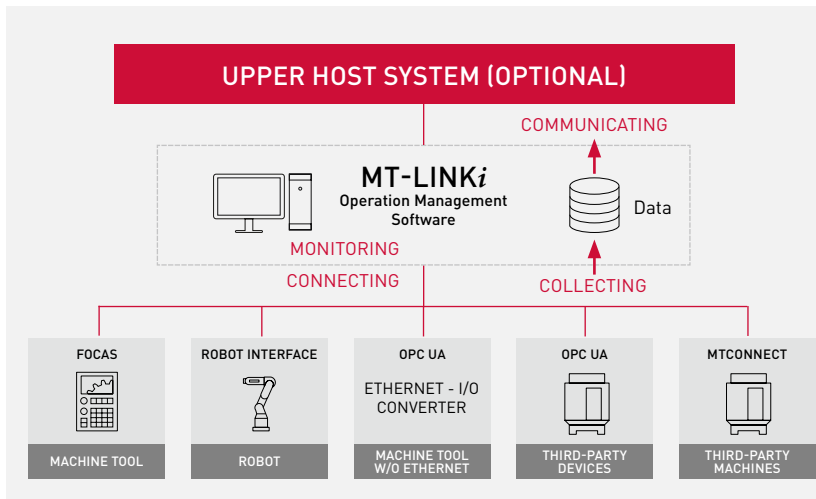 UPPER HOST SYSTEM (OPTIONAL)
COMMUNICATING
MT-LINKi
Operation Management
Software
Data
MONITORING
CONNECTING
COLLECTING
FOCAS
MACHINE TOOL
ROBOT INTERFACE
ROBOT
OPC UA
ETHERNET - I/O
CONVERTER
MACHINE TOOL
W/O ETHERNET
OPC UA
THIRD-PARTY
DEVICES
MTCONNECT
THIRD-PARTY
MACHINES